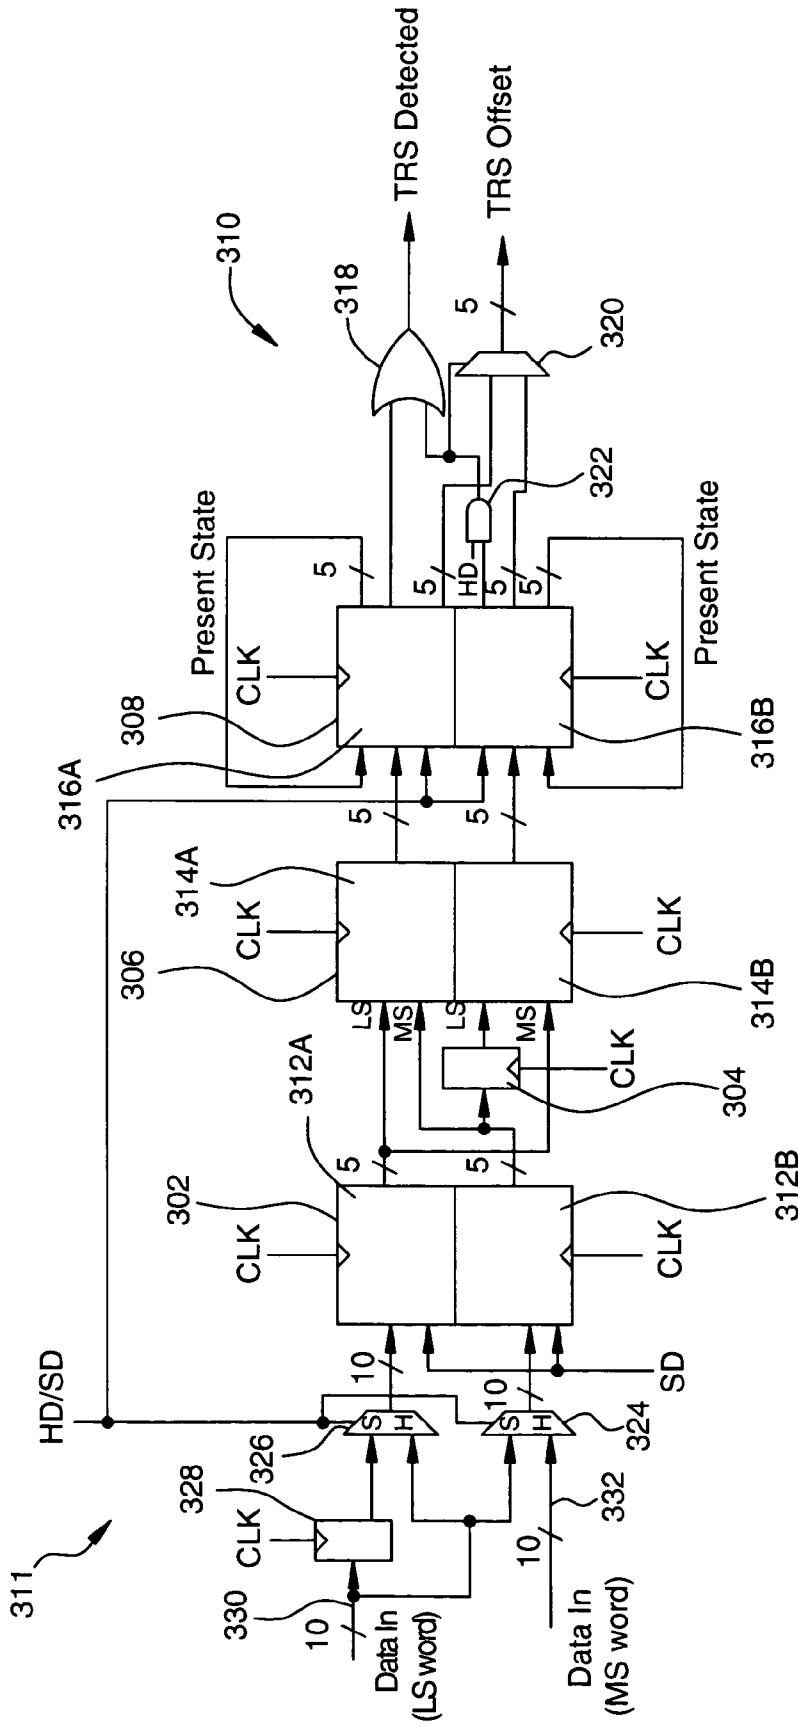 311
HD/SD
CLK
328
326
330
10
Data In
(LS word)
S
H
10
S
H
324
10
332
10
Data In
(MS word)
SD
302
CLK
312A
5
5
312B
CLK
306
CLK
314A
LS
MS
LS
MS
304
CLK
314B
CLK
5
5
316A
308
CLK
Present State
5
5
HD
5
5
322
316B
CLK
Present State
310
318
TRS Detected
5
TRS Offset
320